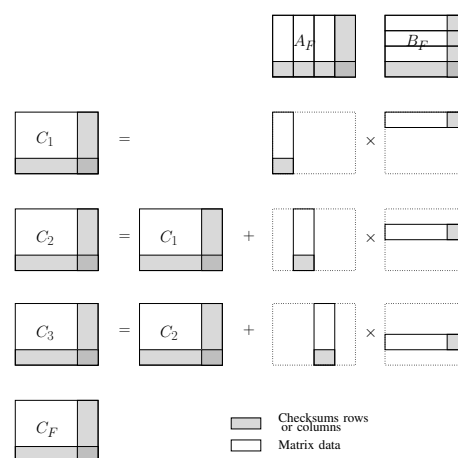 A_F B_F
C_1 = ×
C_2 = C_1 + ×
C_3 = C_2 + ×
C_F
Checksums rows
or columns
Matrix data